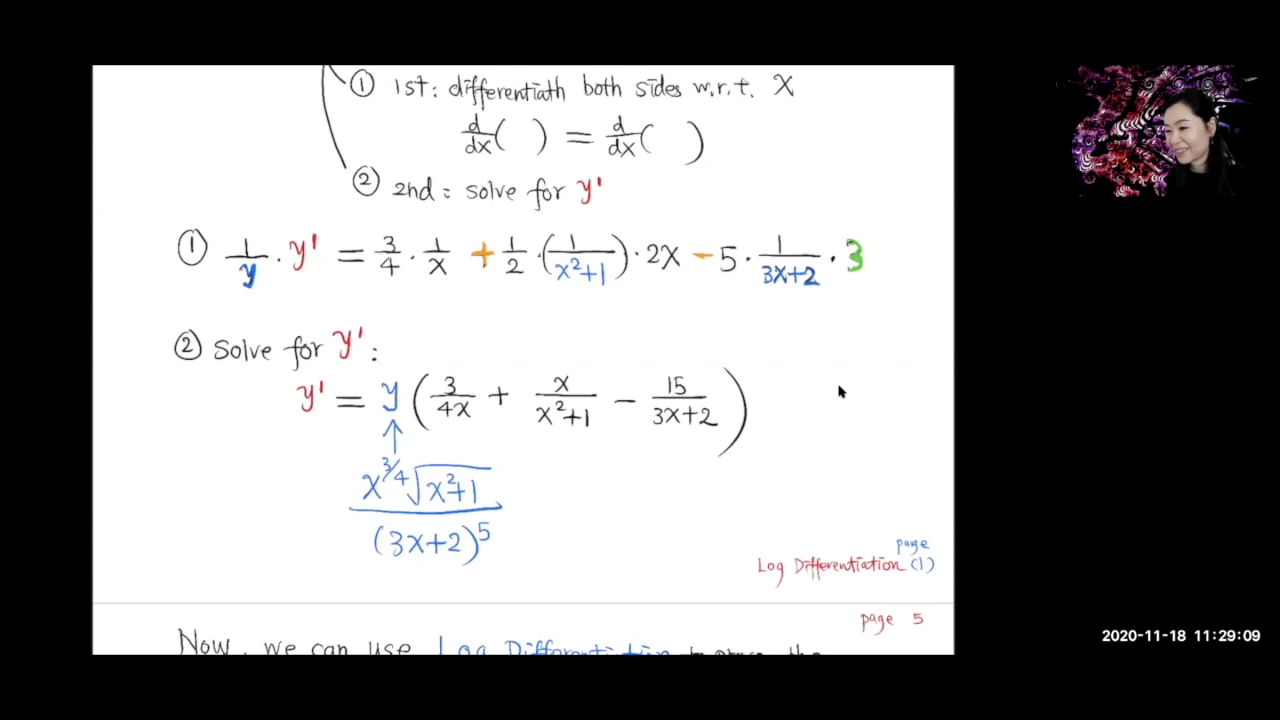 ① 1st: differentiath both sides w.r.t. X
d/dx( ) = d/dx( )
② 2nd: solve for y'
① 1/y · y' = 3/4 · 1/x + 1/2 · (1/(x²+1)) · 2x - 5 · 1/(3x+2) · 3
② Solve for y':
y' = y (3/(4x) + x/(x²+1) - 15/(3x+2))
↑
x^(3/4) √(x²+1)
(3x+2)^5
page
Log Differentiation (1)
page 5
Now, we can use Log Differentiation
2020-11-18 11:29:09